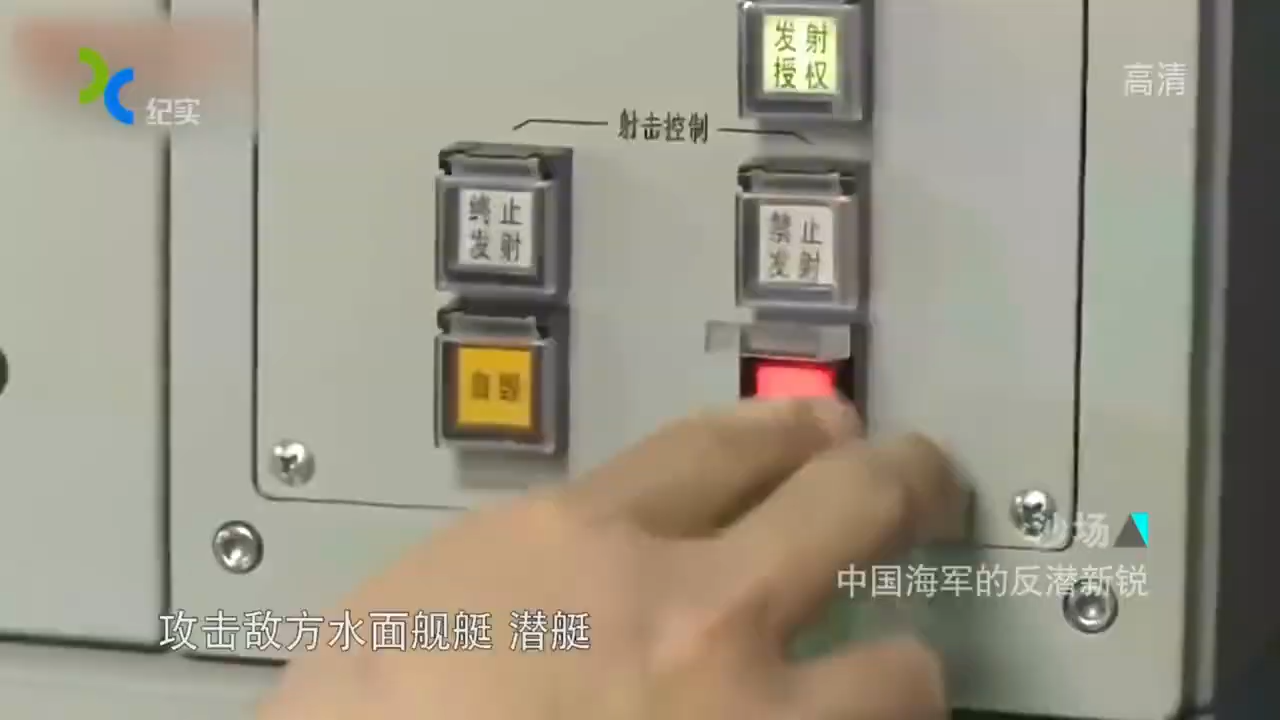 发射
授权
高清
纪实
射击控制
终止
发射
禁止
发射
自毁
沙场
中国海军的反潜新锐
攻击敌方水面舰艇 潜艇